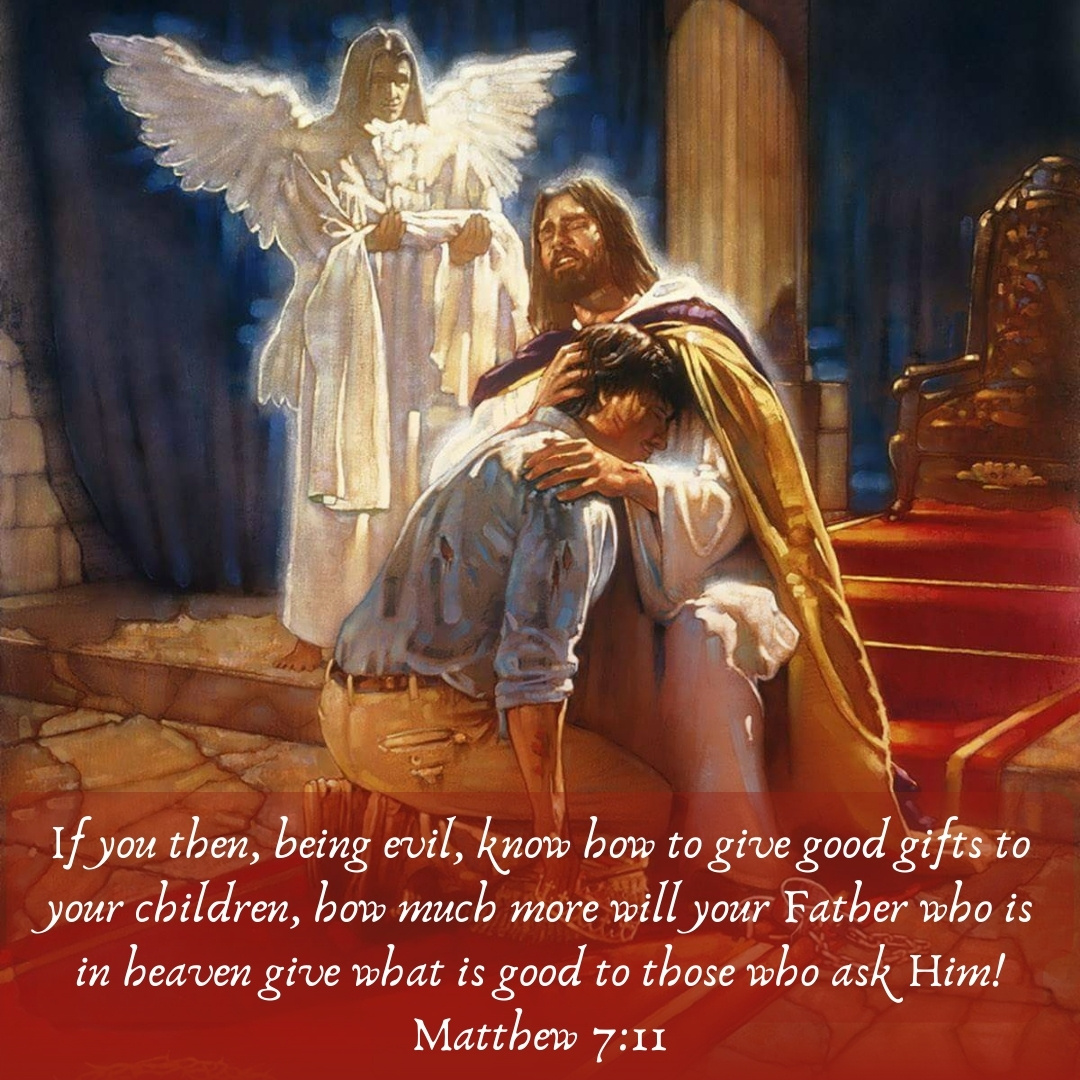 If you then, being evil, know how to give good gifts to
your children, how much more will your Father who is
in heaven give what is good to those who ask Him!
Matthew 7:11